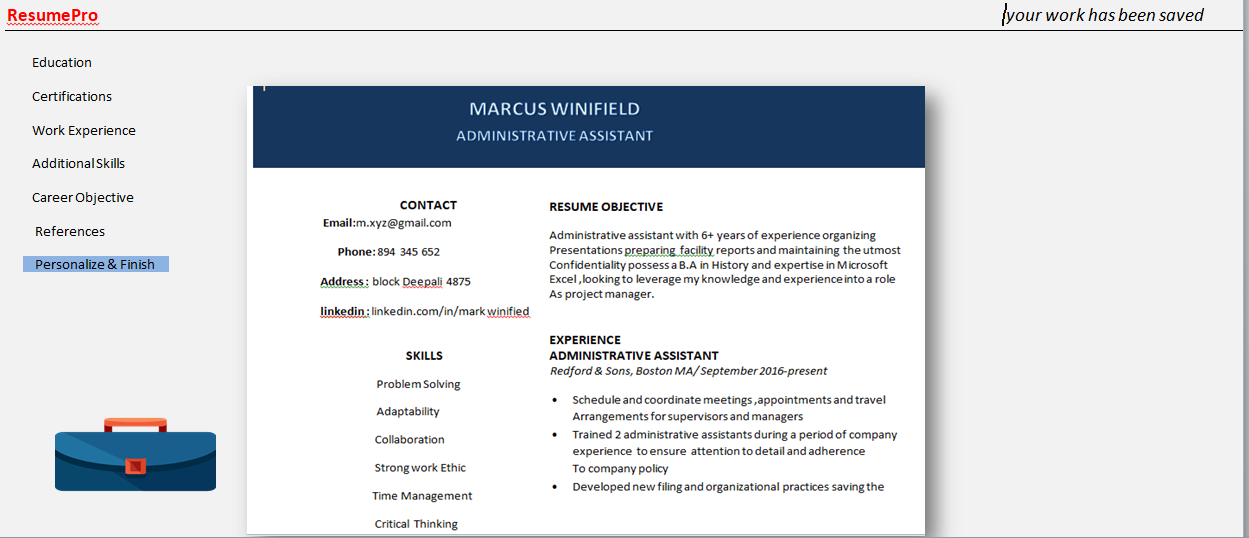 ResumePro
your work has been saved
Education
Certifications
Work Experience
Additional Skills
Career Objective
References
Personalize & Finish
MARCUS WINIFIELD
ADMINISTRATIVE ASSISTANT
CONTACT
Email:m.xyz@gmail.com
Phone:894 345 652
Address: block Deepali 4875
linkedin:linkedin.com/in/mark winified
SKILLS
Problem Solving
Adaptability
Collaboration
Strong work Ethic
Time Management
Critical Thinking
RESUME OBJECTIVE
Administrative assistant with 6+ years of experience organizing
Presentations preparing facility reports and maintaining the utmost
Confidentiality possess a B.A in History and expertise in Microsoft
Excel ,looking to leverage my knowledge and experience into a role
As project manager.
EXPERIENCE
ADMINISTRATIVE ASSISTANT
Redford & Sons, Boston MA/ September 2016-present
• Schedule and coordinate meetings ,appointments and travel
Arrangements for supervisors and managers
• Trained 2 administrative assistants during a period of company
experience to ensure attention to detail and adherence
To company policy
• Developed new filing and organizational practices saving the